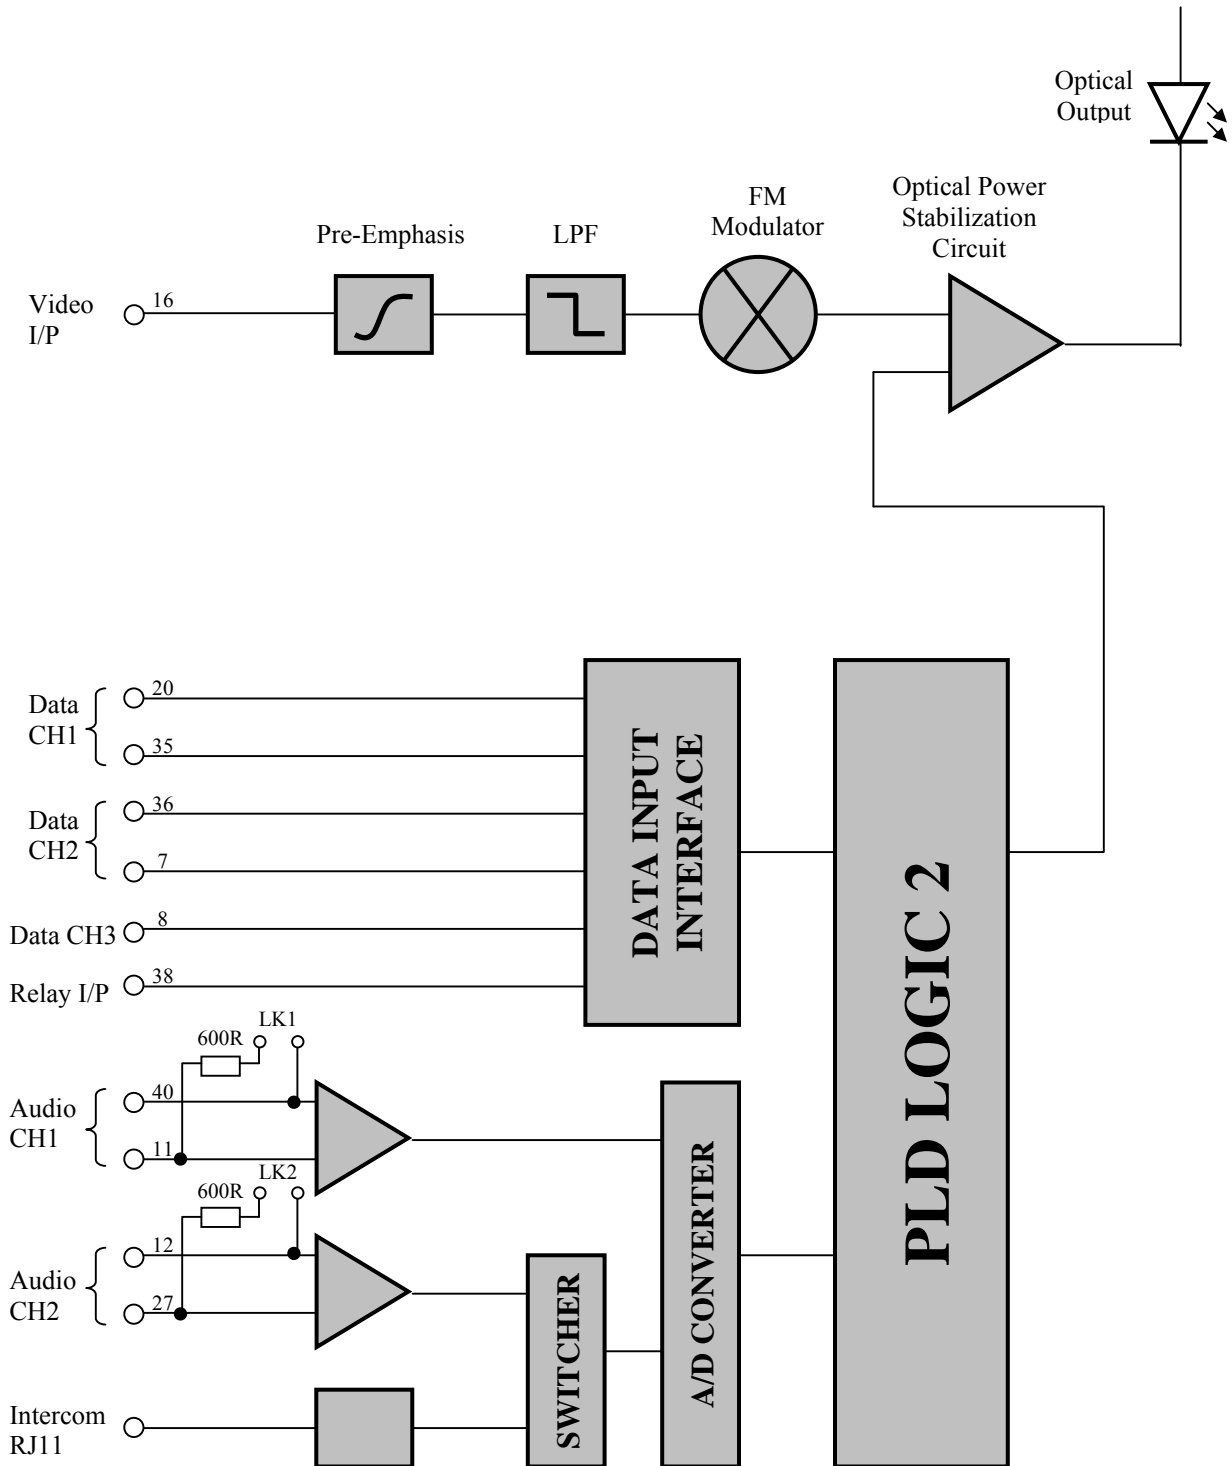 Optical
Output
Optical Power
Stabilization
Circuit
FM
Modulator
Pre-Emphasis
LPF
Video
I/P
16
Data
CH1
20
35
Data
CH2
36
7
Data CH3
8
Relay I/P
38
DATA INPUT
INTERFACE
PLD LOGIC 2
600R
LK1
Audio
CH1
40
11
600R
LK2
Audio
CH2
12
27
SWITCHER
A/D CONVERTER
Intercom
RJ11